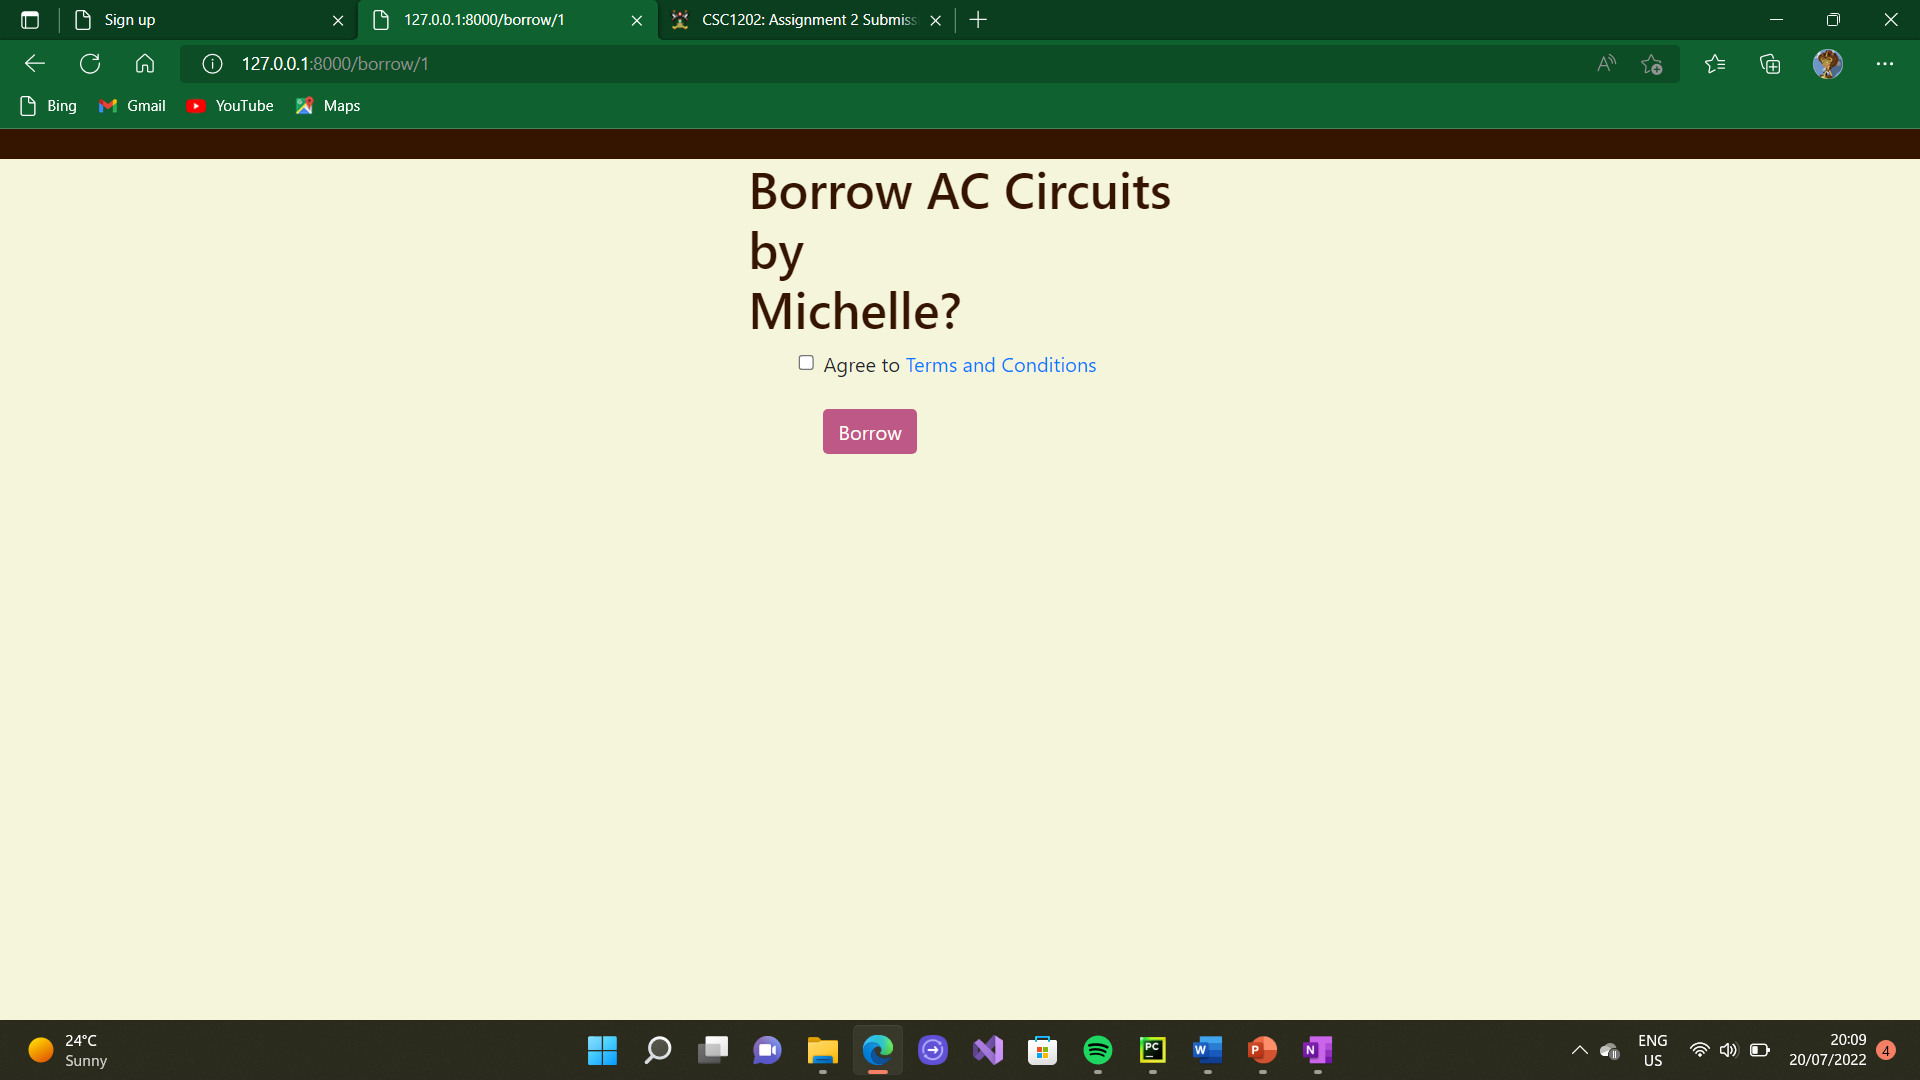 Sign up
127.0.0.1:8000/borrow/1
CSC1202: Assignment 2 Submiss
127.0.0.1:8000/borrow/1
Bing
Gmail
YouTube
Maps
Borrow AC Circuits
by
Michelle?
Agree to Terms and Conditions
Borrow
24°C
Sunny
PC
W
P
N
ENG
US
20:09
20/07/2022
4